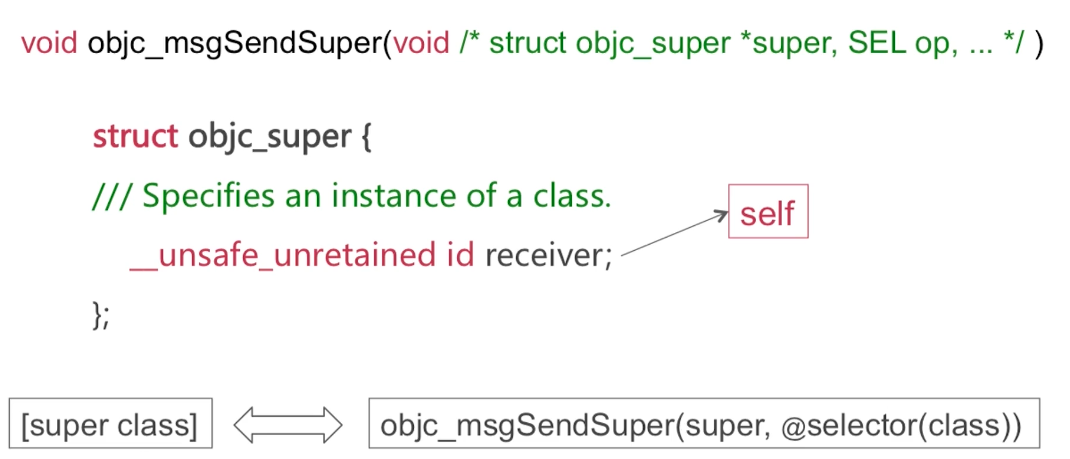 void objc_msgSendSuper(void /* struct objc_super *super, SEL op, ... */ )
struct objc_super {
/// Specifies an instance of a class.
__unsafe_unretained id receiver;
self
};
[super class]
objc_msgSendSuper(super, @selector(class))